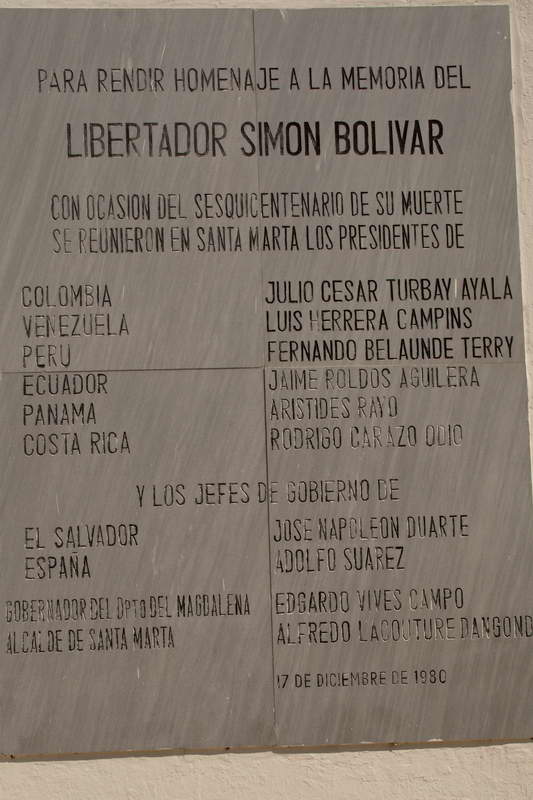 PARA RENDIR HOMENAJE A LA MEMORIA DEL
LIBERTADOR SIMON BOLIVAR
CON OCASION DEL SESQUICENTENARIO DE SU MUERTE
SE REUNIERON EN SANTA MARTA LOS PRESIDENTES DE
COLOMBIA JULIO CESAR TURBAY AYALA
VENEZUELA LUIS HERRERA CAMPINS
PERU FERNANDO BELAUNDE TERRY
ECUADOR JAIME ROLDOS AGUILERA
PANAMA ARISTIDES RAYO
COSTA RICA RODRIGO CARAZO ODIO
Y LOS JEFES DE GOBIERNO DE
EL SALVADOR JOSE NAPOLEON DUARTE
ESPAÑA ADOLFO SUAREZ
GOBERNADOR DEL DPTO DEL MAGDALENA EDGARDO VIVES CAMPO
ALCALDE DE SANTA MARTA ALFREDO LACOUTURE DANGOND
17 DE DICIEMBRE DE 1980